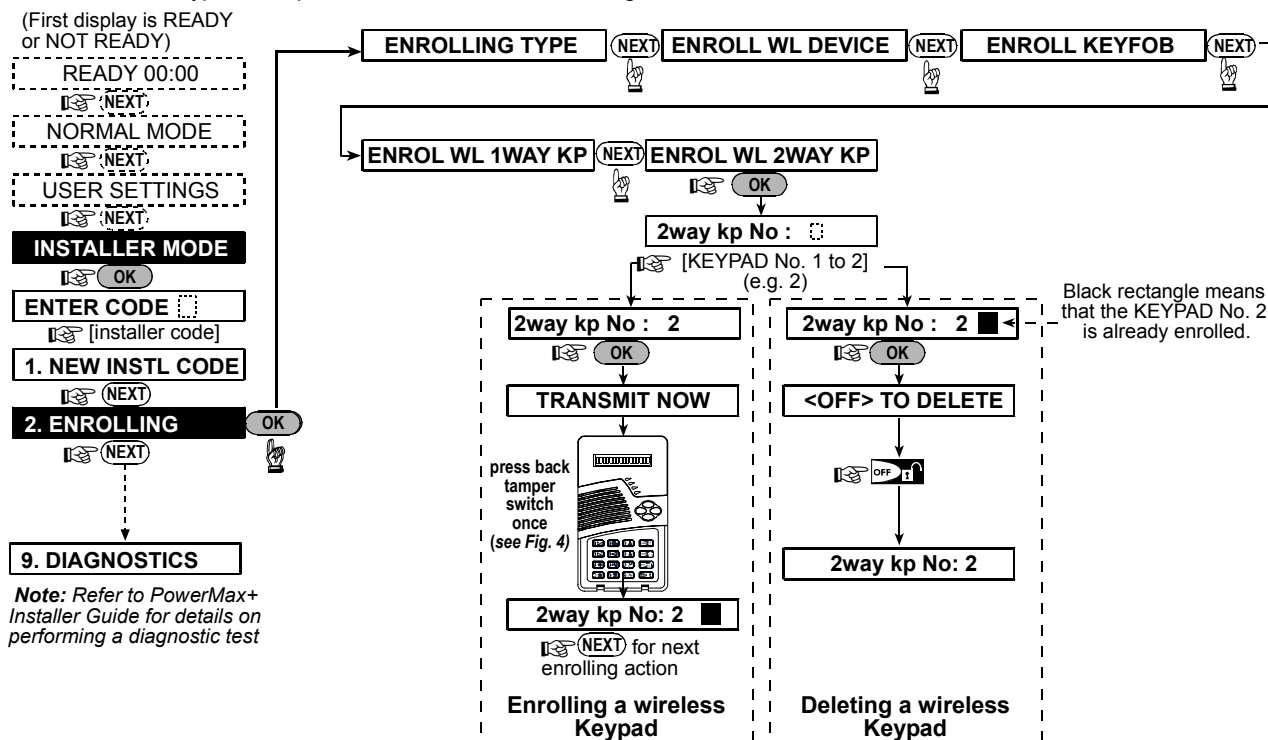 (First display is READY
or NOT READY)
READY 00:00
NEXT
NORMAL MODE
NEXT
USER SETTINGS
NEXT
INSTALLER MODE
OK
ENTER CODE
[installer code]
1. NEW INSTL CODE
NEXT
2. ENROLLING
OK
NEXT
9. DIAGNOSTICS
Note: Refer to PowerMax+
Installer Guide for details on
performing a diagnostic test
ENROLLING TYPE NEXT ENROLL WL DEVICE NEXT ENROLL KEYFOB NEXT
ENROL WL 1WAY KP NEXT ENROL WL 2WAY KP
OK
2way kp No :
[KEYPAD No. 1 to 2]
(e.g. 2)
2way kp No : 2
OK
TRANSMIT NOW
press back
tamper
switch
once
(see Fig. 4)
2way kp No: 2
NEXT for next
enrolling action
Enrolling a wireless
Keypad
2way kp No : 2
Black rectangle means
that the KEYPAD No. 2
is already enrolled.
OK
<OFF> TO DELETE
OFF
2way kp No: 2
Deleting a wireless
Keypad